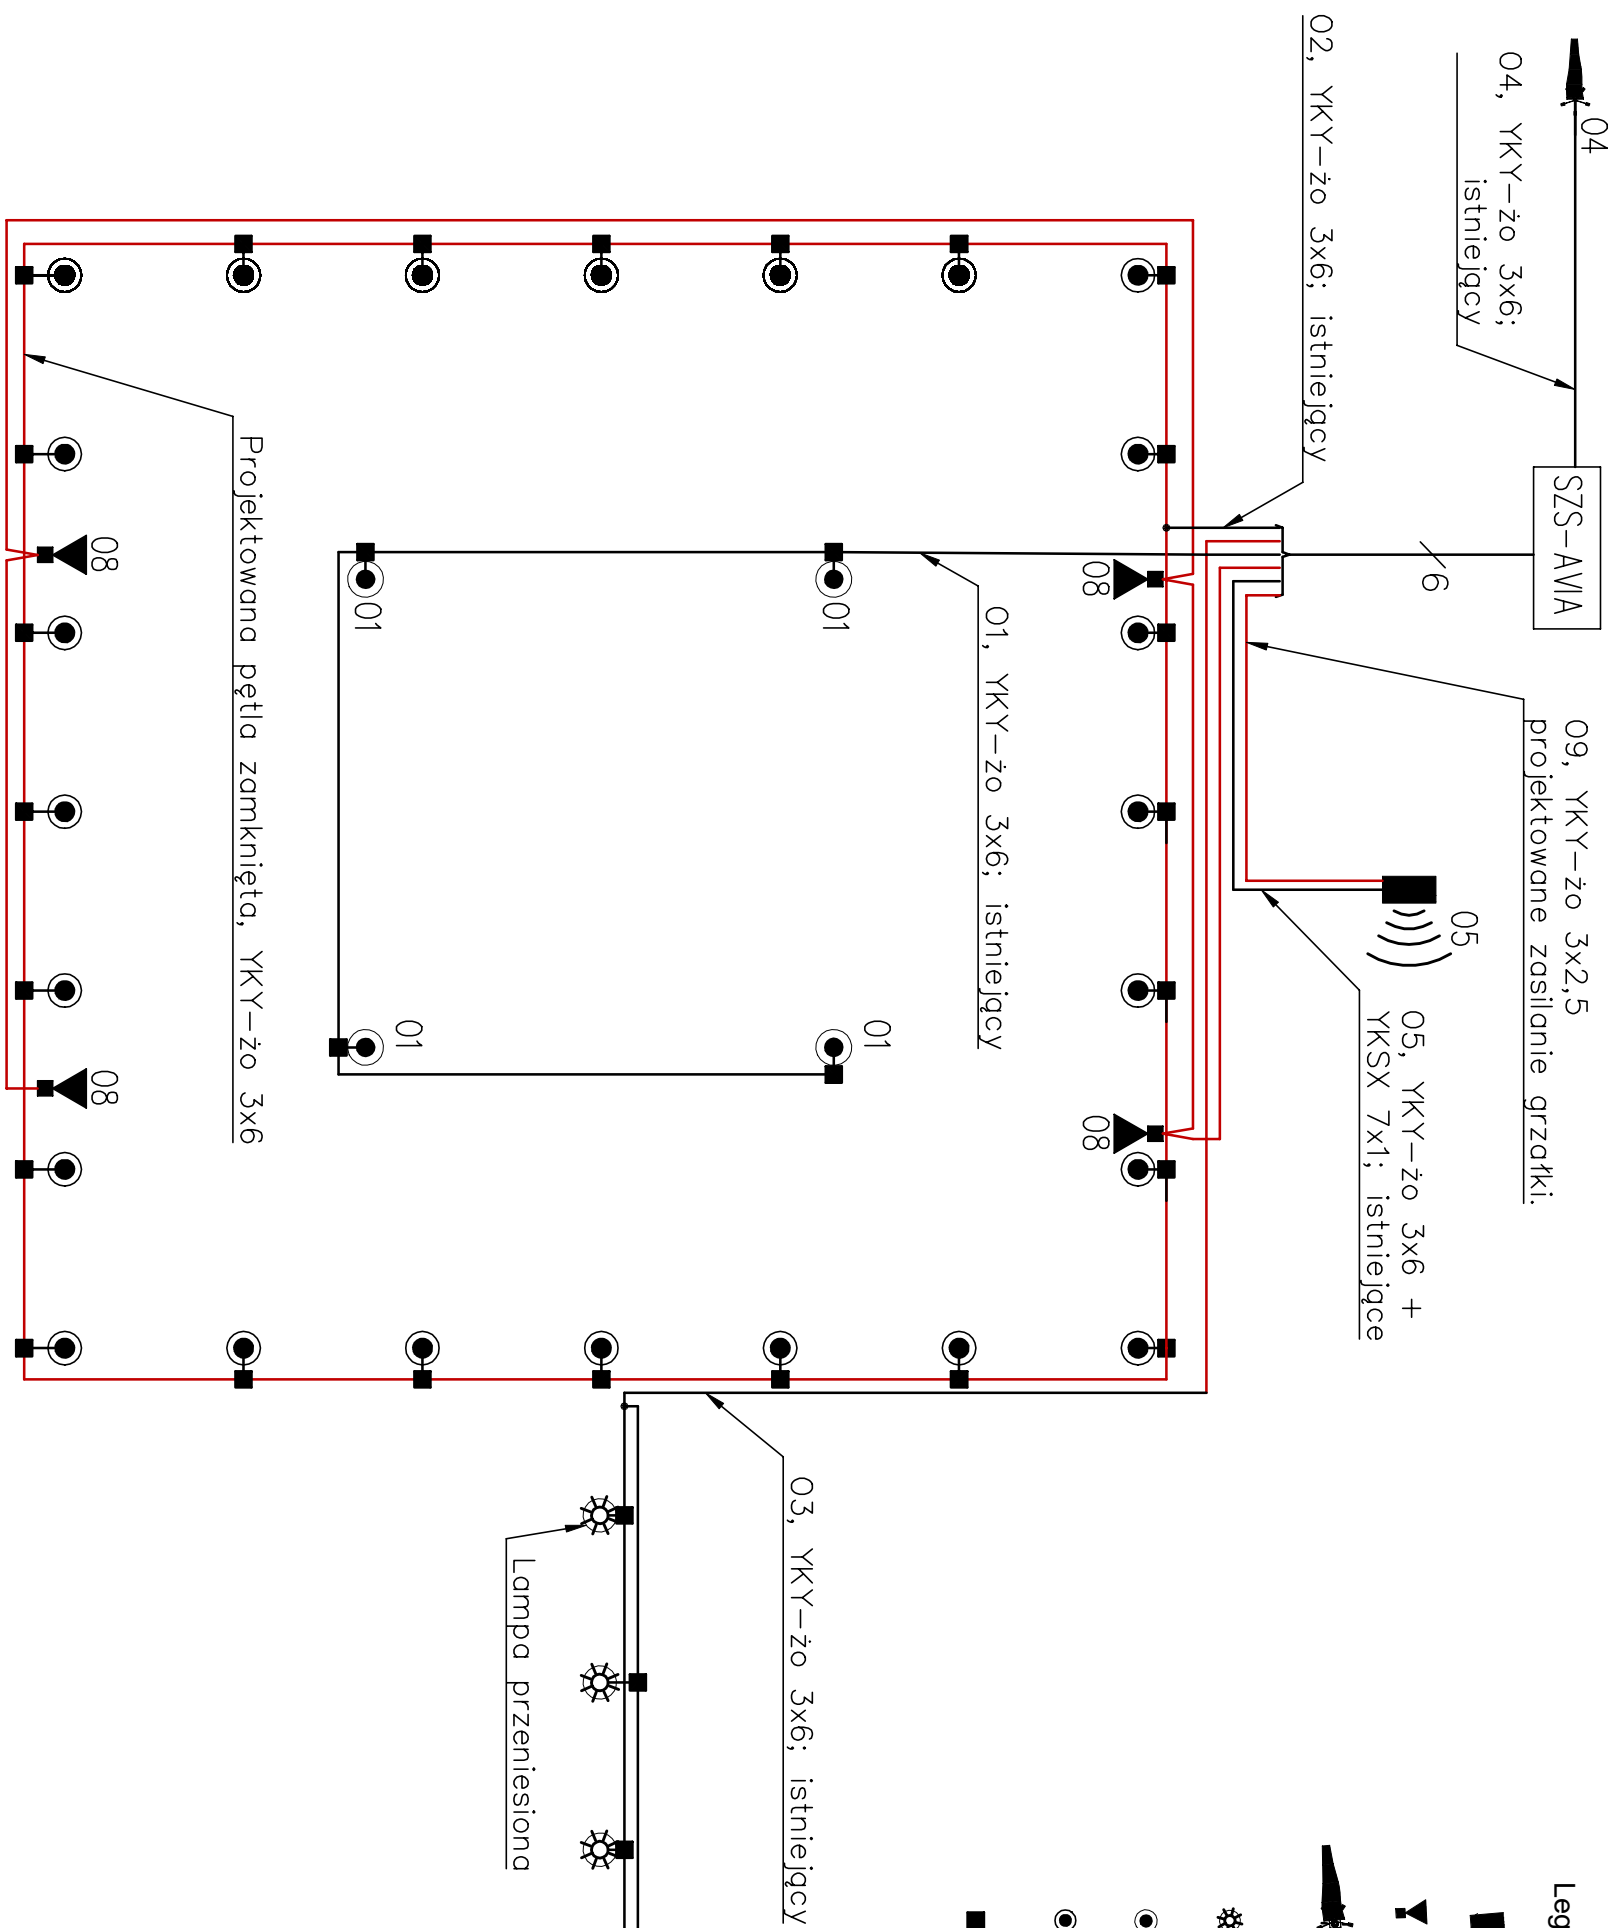 04
04, YKY-żo 3x6;
istniejący
SZS-AVIA
02, YKY-żo 3x6; istniejący
6
09, YKY-żo 3x2,5
projektowane zasilanie grzałki.
05
05, YKY-żo 3x6 +
YKSX 7x1; istniejące
08
08
01, YKY-żo 3x6; istniejący
01
01
01
01
Projektowana pętla zamknięta, YKY-żo 3x6
08
08
03, YKY-żo 3x6; istniejący
Lampa przeniesiona
Leg